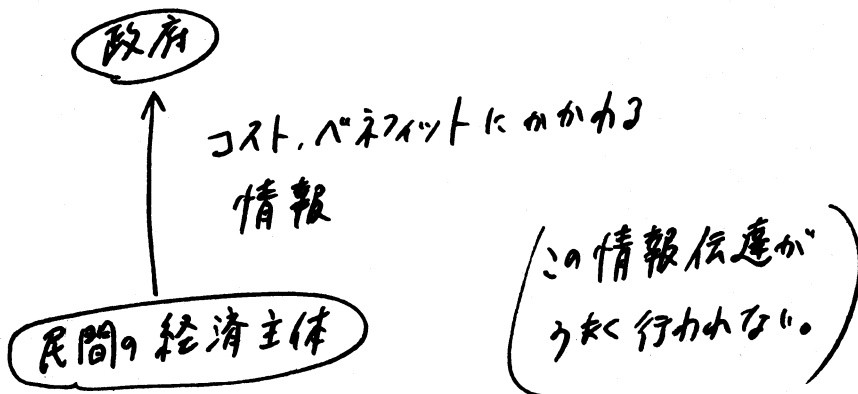 政府
コスト、ベネフィットにかかわる
情報
この情報伝達が
うまく行われない。
民間の経済主体